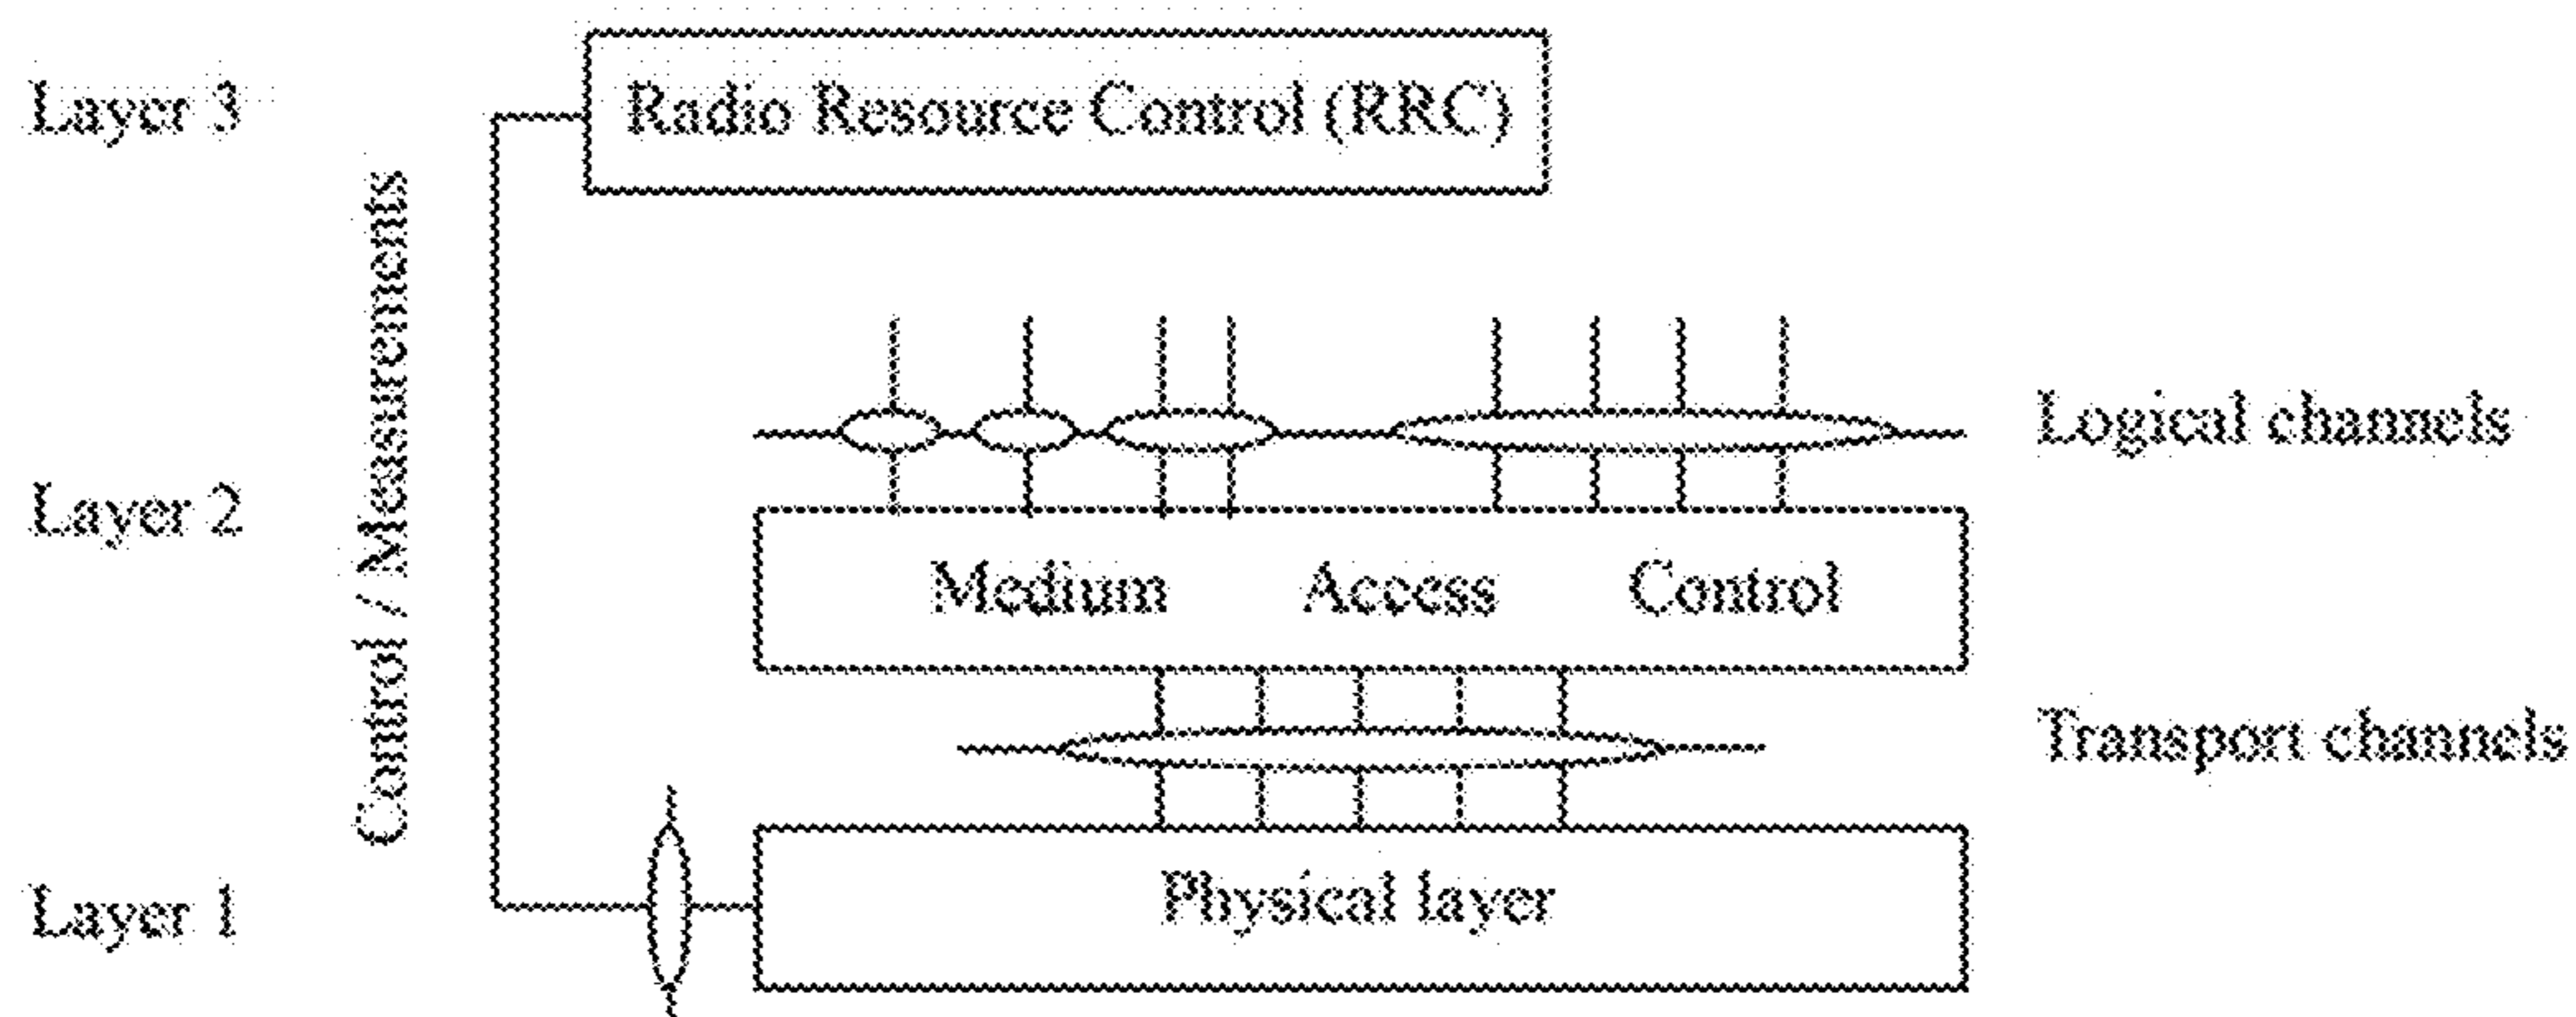 Layer 3
Radio Resource Control (RRC)
Control / Measurements
Logical channels
Layer 2
Medium Access Control
Transport channels
Layer 1
Physical layer